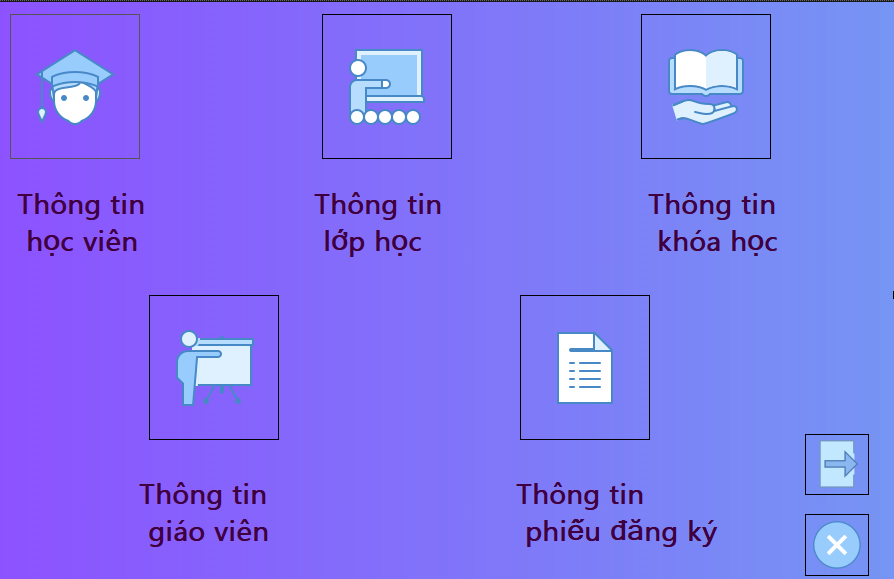 Thông tin
học viên
Thông tin
lớp học
Thông tin
khóa học
Thông tin
giáo viên
Thông tin
phiếu đăng ký